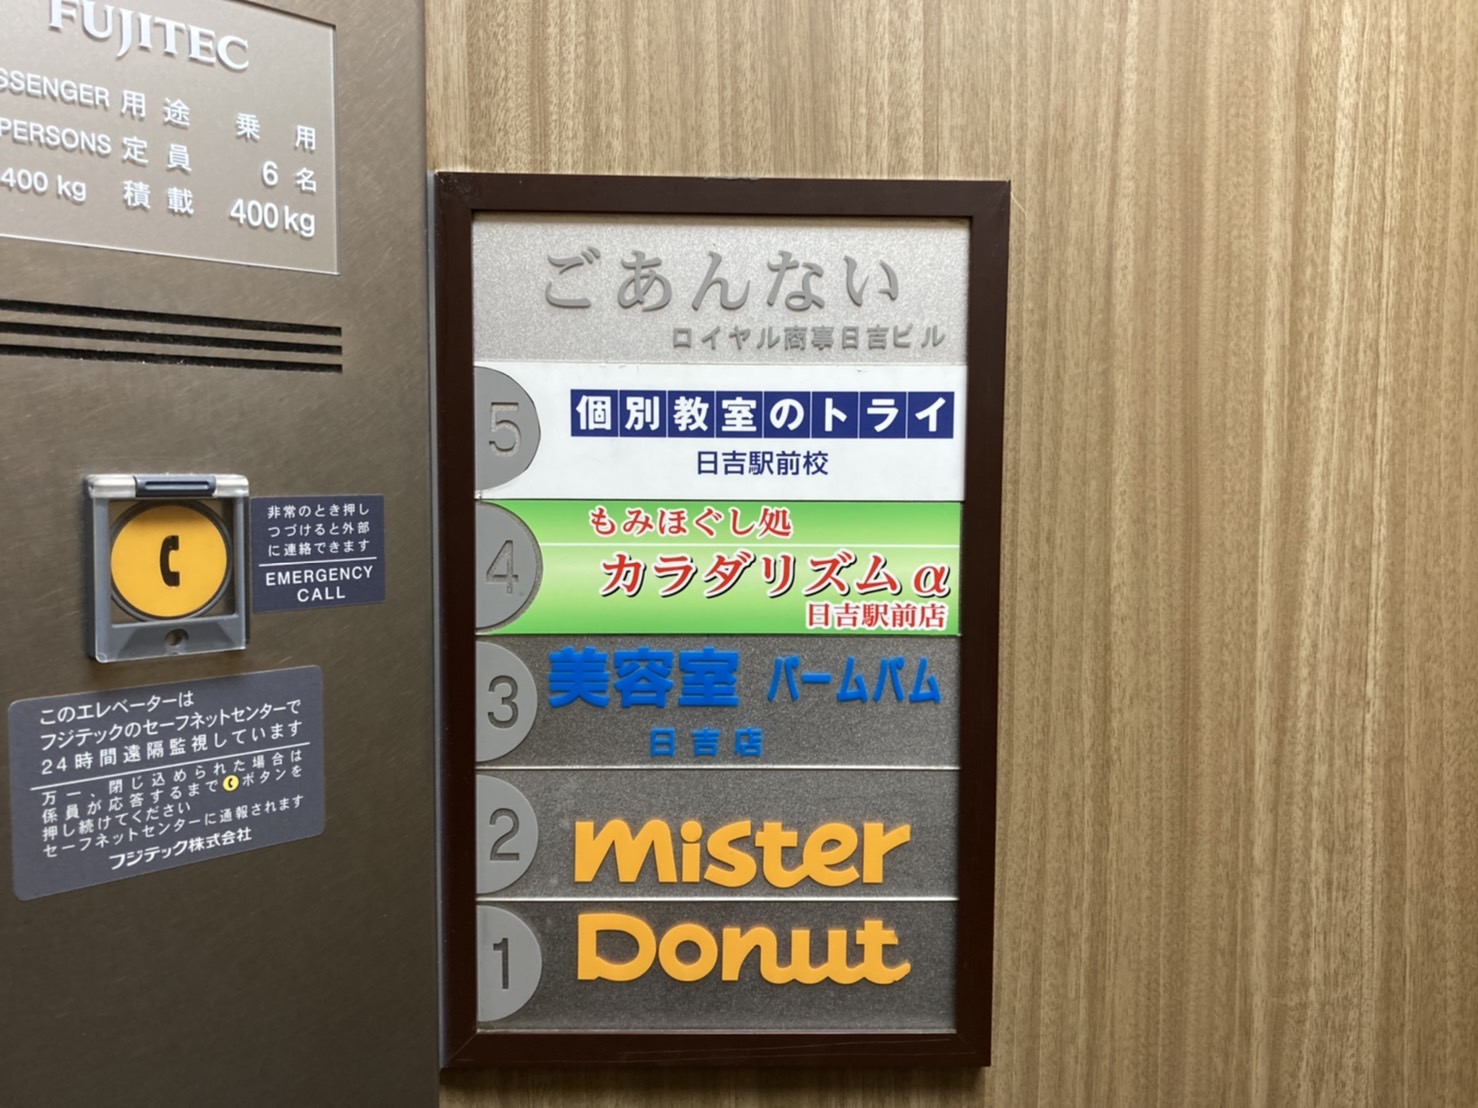 FUJITEC
PASSENGER 用途 乗用
PERSONS 定員 6名
400 kg 積載 400kg
非常のとき押し
つづけると外部
に連絡できます
EMERGENCY
CALL
このエレベーターは
フジテックのセーフネットセンターで
24時間遠隔監視しています
万一、閉じ込められた場合は
係員が応答するまでボタンを
押し続けてください
セーフネットセンターに通報されます
フジテック株式会社
ごあんない
ロイヤル商事日吉ビル
5
個別教室のトライ
日吉駅前校
4
もみほぐし処
カラダリズムα
日吉駅前店
3
美容室 バームバム
日吉店
2
mister
1
Donut